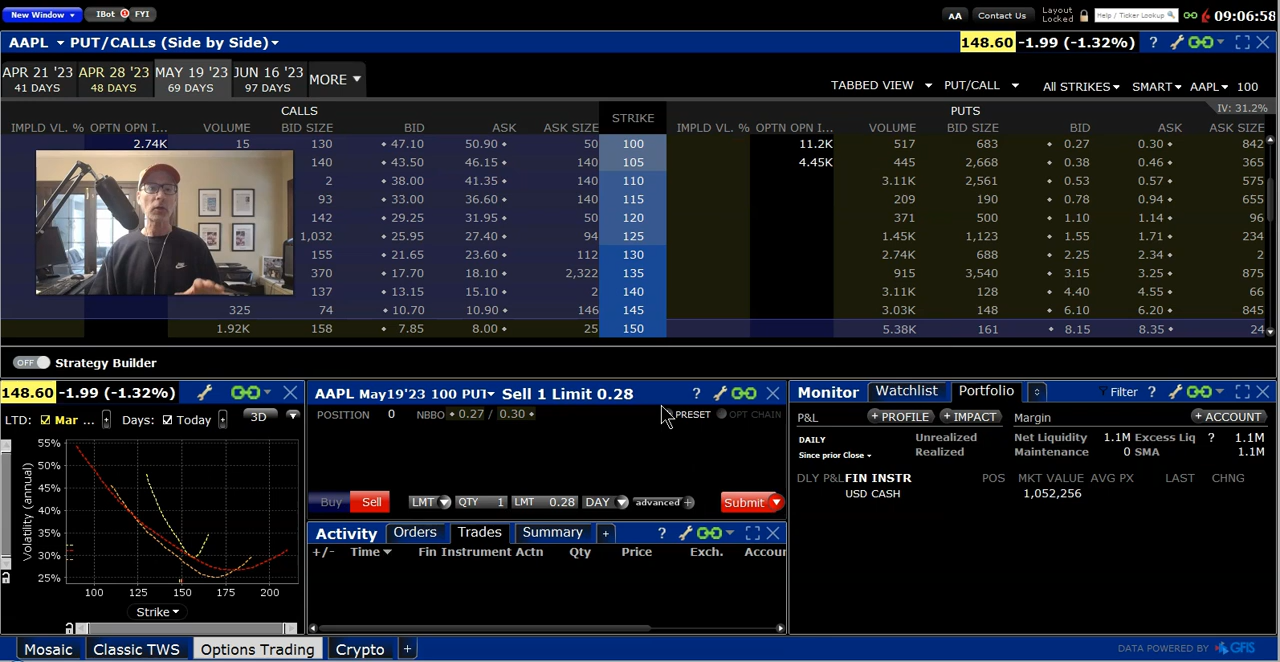 New Window IBot FYI AA Contact Us Layout Locked Help / Ticker Lookup 09:06:58
AAPL PUT/CALLs (Side by Side) 148.60 -1.99 (-1.32%) ?
APR 21 '23 APR 28 '23 MAY 19 '23 JUN 16 '23 MORE
41 DAYS 48 DAYS 69 DAYS 97 DAYS
TABBED VIEW PUT/CALL All STRIKES SMART AAPL 100
CALLS STRIKE PUTS IV: 31.2%
IMPLD VL. % OPTN OPN I... VOLUME BID SIZE BID ASK ASK SIZE IMPLD VL. % OPTN OPN I... VOLUME BID SIZE BID ASK ASK SIZE
2.74K 15 130 47.10 50.90 50 100 11.2K 517 683 0.27 0.30 842
140 43.50 46.15 140 105 4.45K 445 2,668 0.38 0.46 365
2 38.00 41.35 140 110 3.11K 2,561 0.53 0.57 575
93 33.00 36.60 140 115 209 190 0.78 0.94 655
142 29.25 31.95 50 120 371 500 1.10 1.14 96
1,032 25.95 27.40 94 125 1.45K 1,123 1.55 1.71 234
155 21.65 23.60 112 130 2.74K 688 2.25 2.34 2
370 17.70 18.10 2,322 135 915 3,540 3.15 3.25 875
137 13.15 15.10 2 140 3.11K 128 4.40 4.55 66
325 74 10.70 10.90 146 145 3.03K 148 6.10 6.20 845
1.92K 158 7.85 8.00 25 150 5.38K 161 8.15 8.35 24
OFF Strategy Builder
148.60 -1.99 (-1.32%)
LTD: Mar ... Days: Today 3D
Volatility (annual)
55%
50%
45%
40%
35%
30%
25%
100 125 150 175 200
Strike
AAPL May19'23 100 PUT Sell 1 Limit 0.28 ?
POSITION 0 NBBO 0.27 / 0.30 PRESET OPT CHAIN
Buy Sell LMT QTY 1 LMT 0.28 DAY advanced + Submit
Activity Orders Trades Summary + ?
+/- Time Fin Instrument Actn Qty Price Exch. Accour
Monitor Watchlist Portfolio Filter ?
P&L + PROFILE + IMPACT Margin + ACCOUNT
DAILY Unrealized Net Liquidity 1.1M Excess Liq ? 1.1M
Since prior Close Realized Maintenance 0 SMA 1.1M
DLY P&L FIN INSTR POS MKT VALUE AVG PX LAST CHNG
USD CASH 1,052,256
Mosaic Classic TWS Options Trading Crypto + DATA POWERED BY GFIS